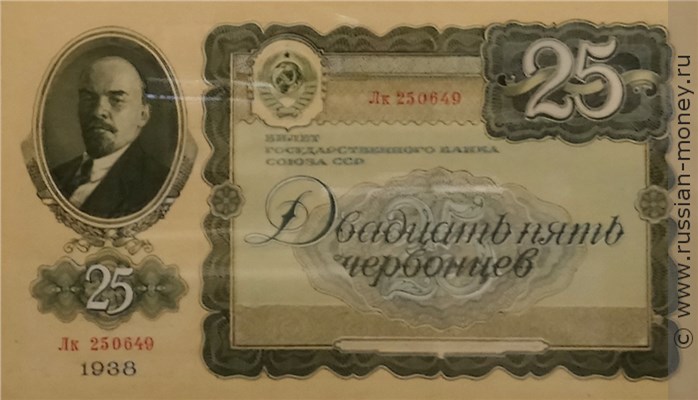 25
Лк 250649
БИЛЕТ
ГОСУДАРСТВЕННОГО БАНКА
СОЮЗА ССР
25
Двадцать пять
червонцев
25
Лк 250649
1938
© www.russian-money.ru